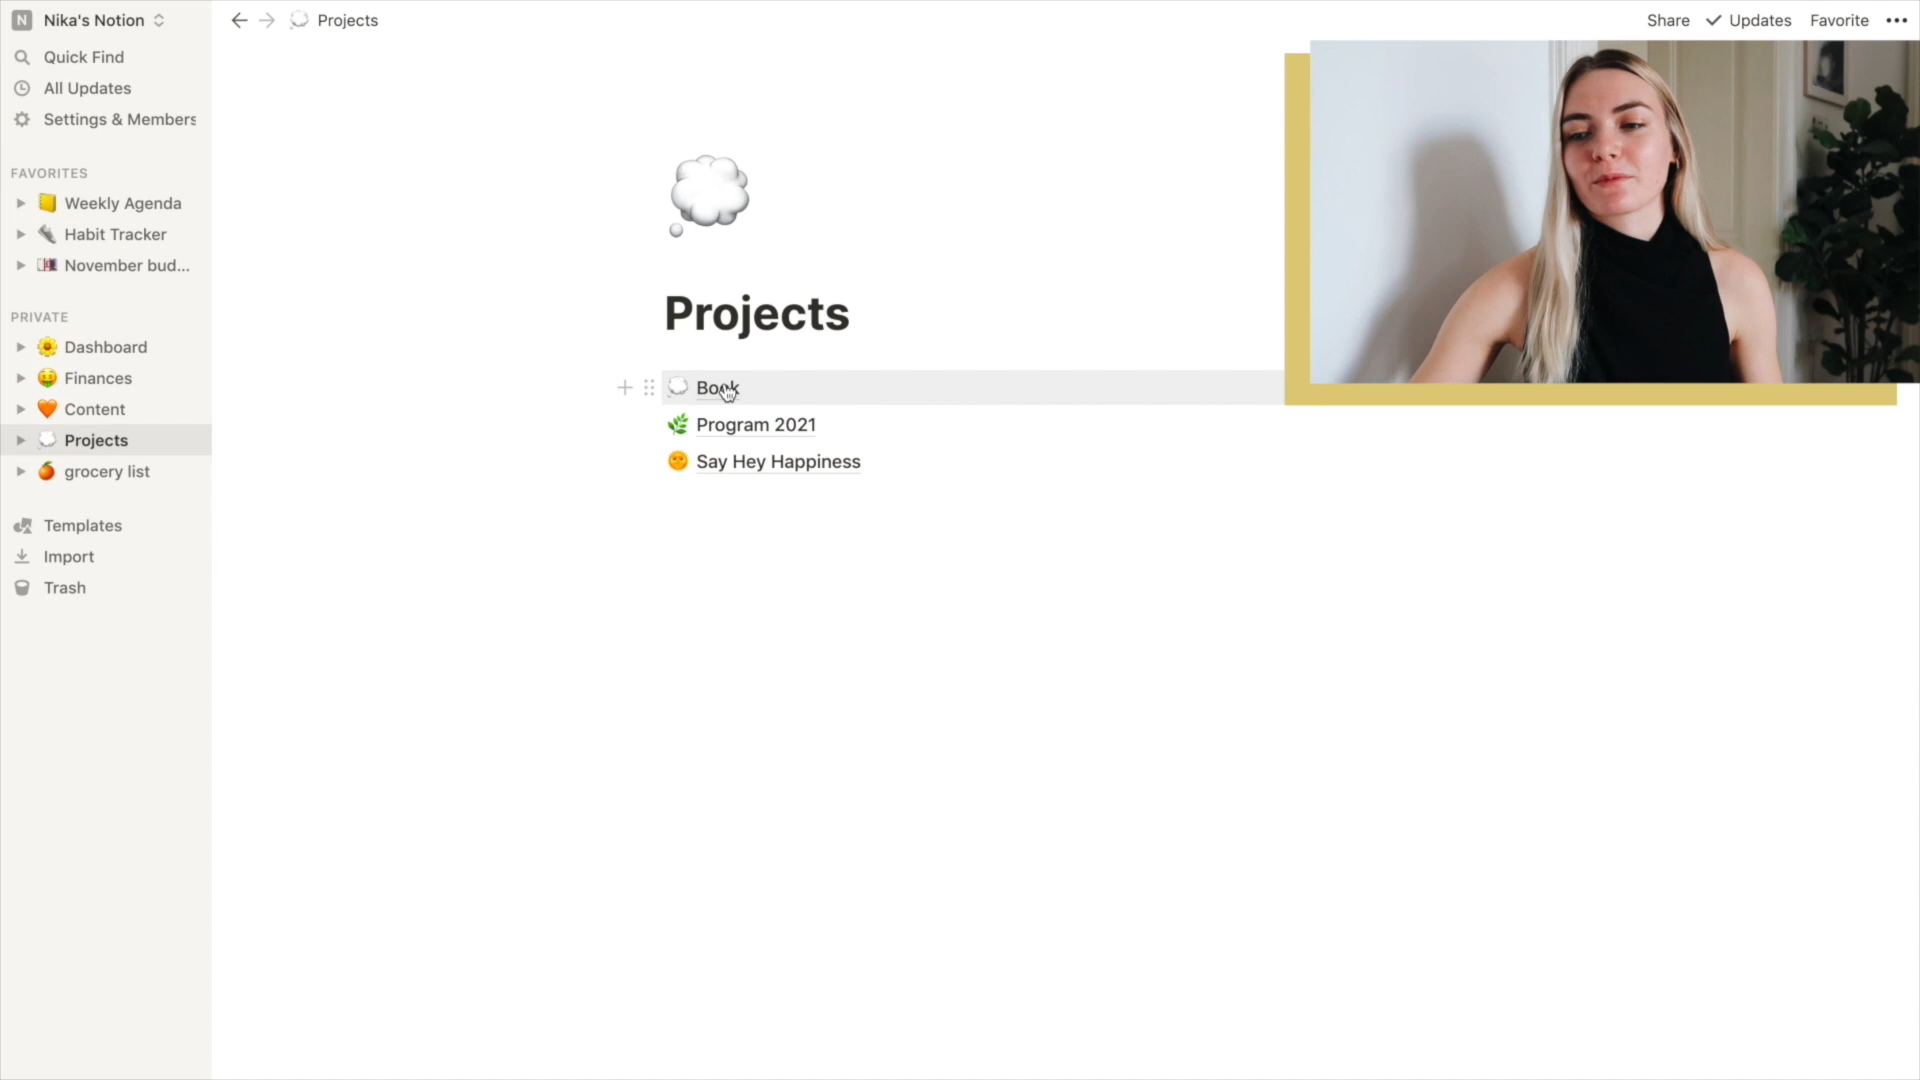 N Nika's Notion
Quick Find
All Updates
Settings & Members
FAVORITES
Weekly Agenda
Habit Tracker
November bud...
PRIVATE
Dashboard
Finances
Content
Projects
grocery list
Templates
Import
Trash
Projects
Share Updates Favorite
Projects
Book
Program 2021
Say Hey Happiness